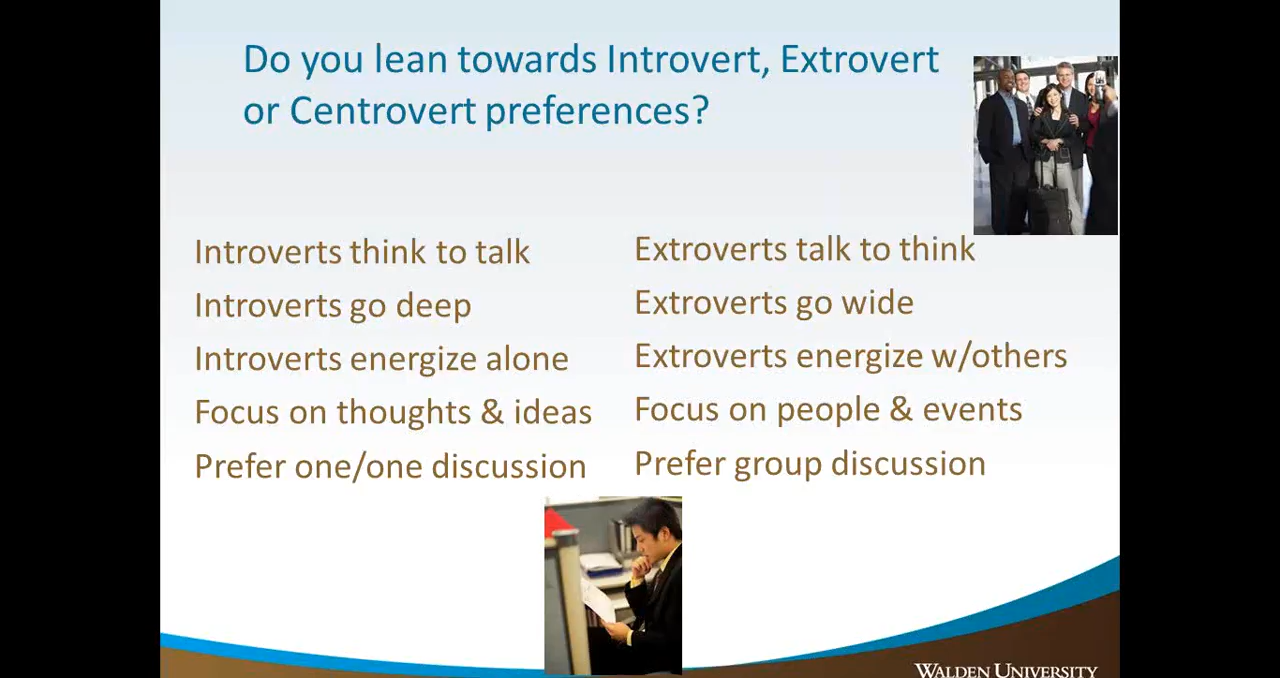 Do you lean towards Introvert, Extrovert
or Centrovert preferences?
Introverts think to talk
Introverts go deep
Introverts energize alone
Focus on thoughts & ideas
Prefer one/one discussion
Extroverts talk to think
Extroverts go wide
Extroverts energize w/others
Focus on people & events
Prefer group discussion
WALDEN UNIVERSITY